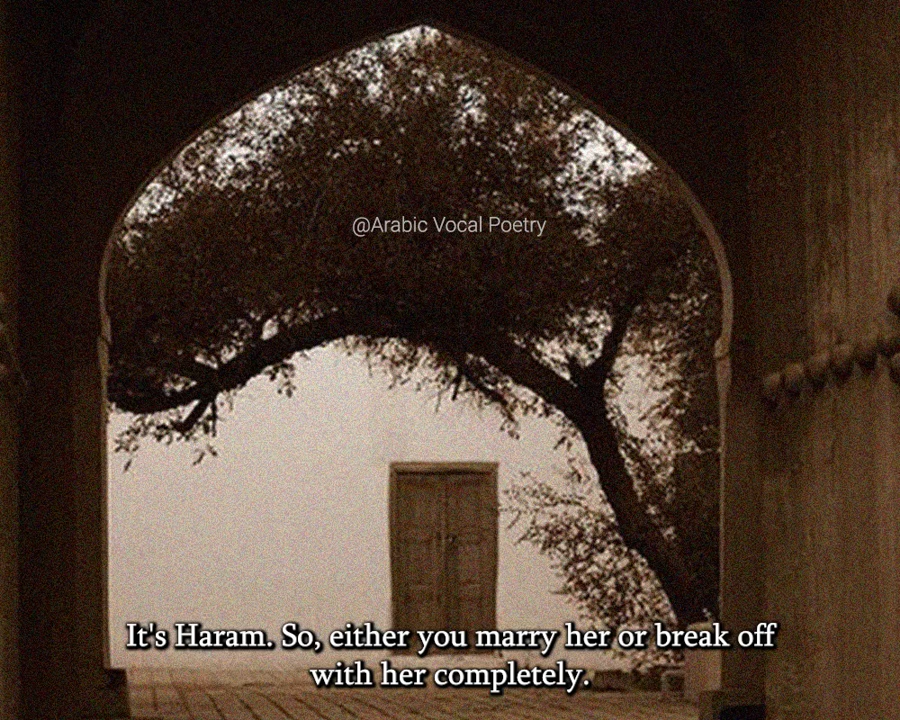 @Arabic Vocal Poetry
It's Haram. So, either you marry her or break off
with her completely.